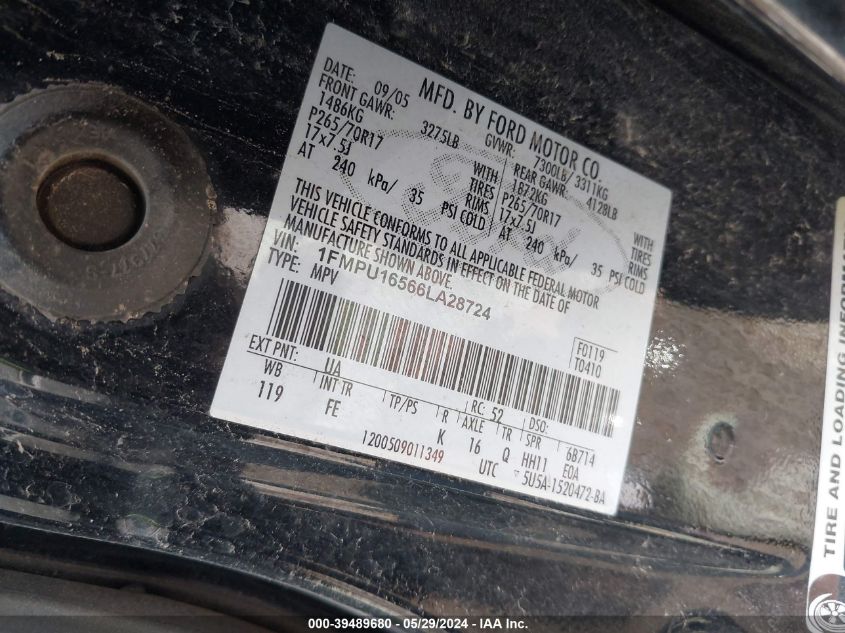 MFD. BY FORD MOTOR CO.
DATE: 09/05 GVWR: 7300LB/ 3311KG
FRONT GAWR: 3275LB REAR GAWR: 4128LB
1486KG WITH 1872KG WITH
P265/70R17 TIRES P265/70R17 TIRES
17x7.5J RIMS 17x7.5J RIMS
AT 240 kPa/ 35 PSI COLD AT 240 kPa/ 35 PSI COLD
THIS VEHICLE CONFORMS TO ALL APPLICABLE FEDERAL MOTOR
VEHICLE SAFETY STANDARDS IN EFFECT ON THE DATE OF
MANUFACTURE SHOWN ABOVE.
VIN: 1FMPU16566LA28724
TYPE: MPV
F0119
T0410
EXT PNT: UA RC: 52 DSO:
WB INT TR TP/PS R AXLE TR SPR 6B714
119 FE K 16 Q HH11 EOA
1200509011349 UTC 5U5A-1520472-BA
TIRE AND LOADING INFORMA
000-39489680 - 05/29/2024 - IAA Inc.